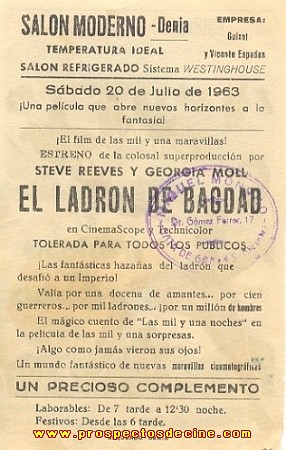 SALON MODERNO - Denia
TEMPERATURA IDEAL
SALON REFRIGERADO Sistema WESTINGHOUSE
EMPRESA:
Guizot
y Vicente Espadas
Sábado 20 de Julio de 1963
¡Una película que abre nuevos horizontes a la
fantasía!
¡El film de las mil y una maravillas!
ESTRENO de la colosal superproducción por
STEVE REEVES Y GEORGIA MOLL
EL LADRON DE BAGDAD
en CinemaScope y Technicolor
TOLERADA PARA TODOS LOS PUBLICOS
Dr. Gómez Ferrer, 17
¡Las fantásticas hazañas del ladrón que
desafió a un Imperio!
Valía por una docena de amantes... por cien
guerreros... por mil ladrones... ¡por un millón de hombres
El mágico cuento de "Las mil y una noches" en
la película de las mil y una sorpresas.
¡Algo como jamás vieron sus ojos!
Un mundo fantástico de nuevas maravillas cinematográficas
UN PRECIOSO COMPLEMENTO
Laborables: De 7 tarde a 12'30 noche.
Festivos: Desde las 6 tarde.
www.prospectosdecine.com